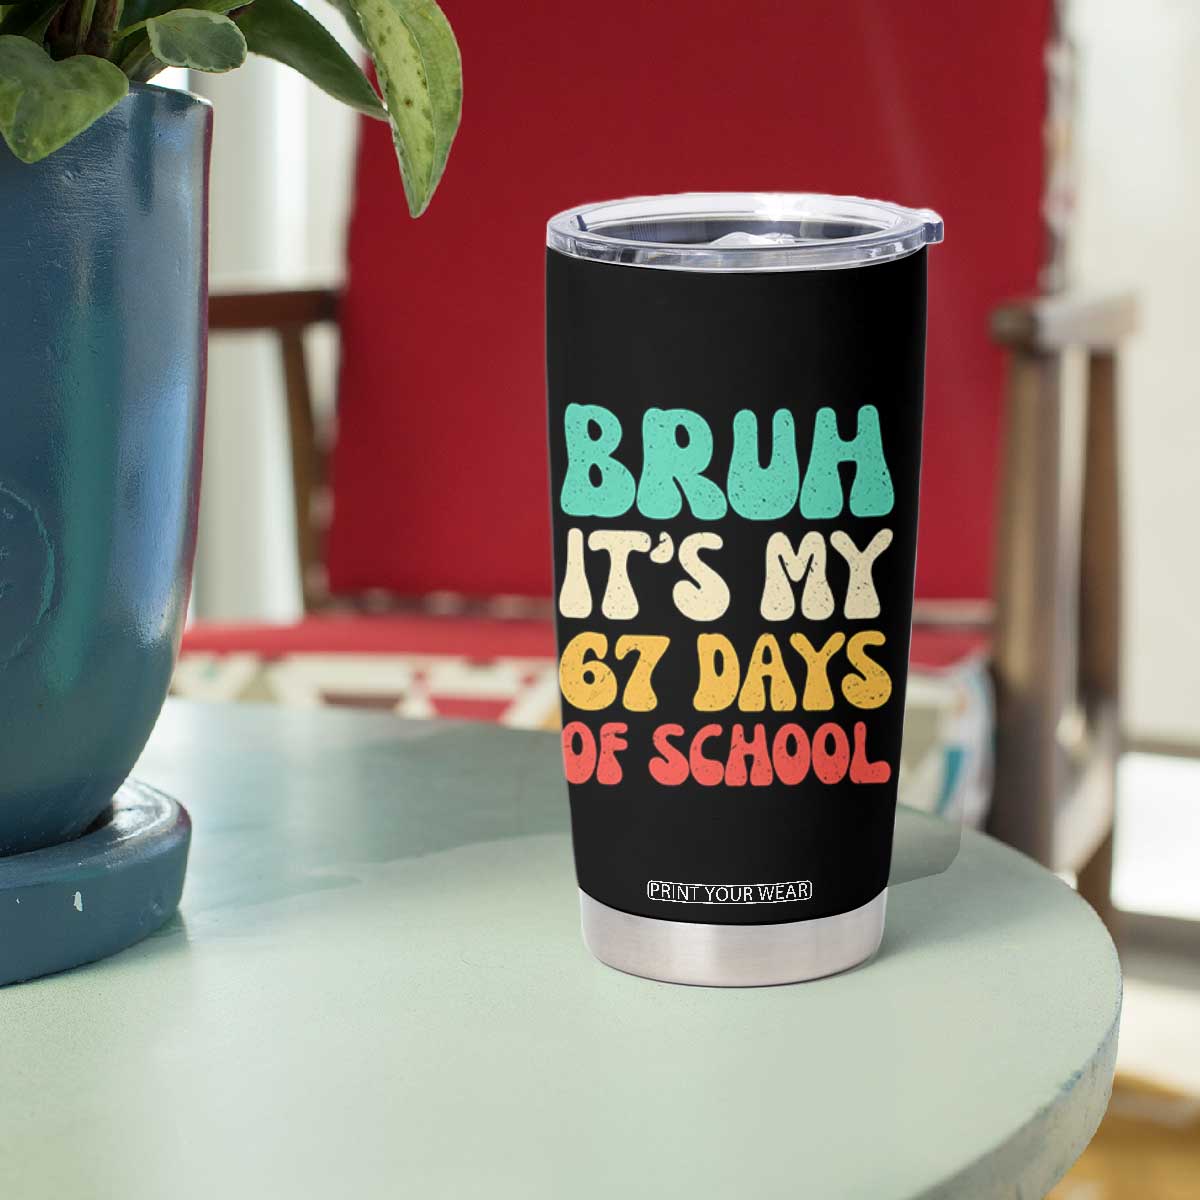 BRUH
IT'S MY
67 DAYS
OF SCHOOL
PRINT YOUR WEAR